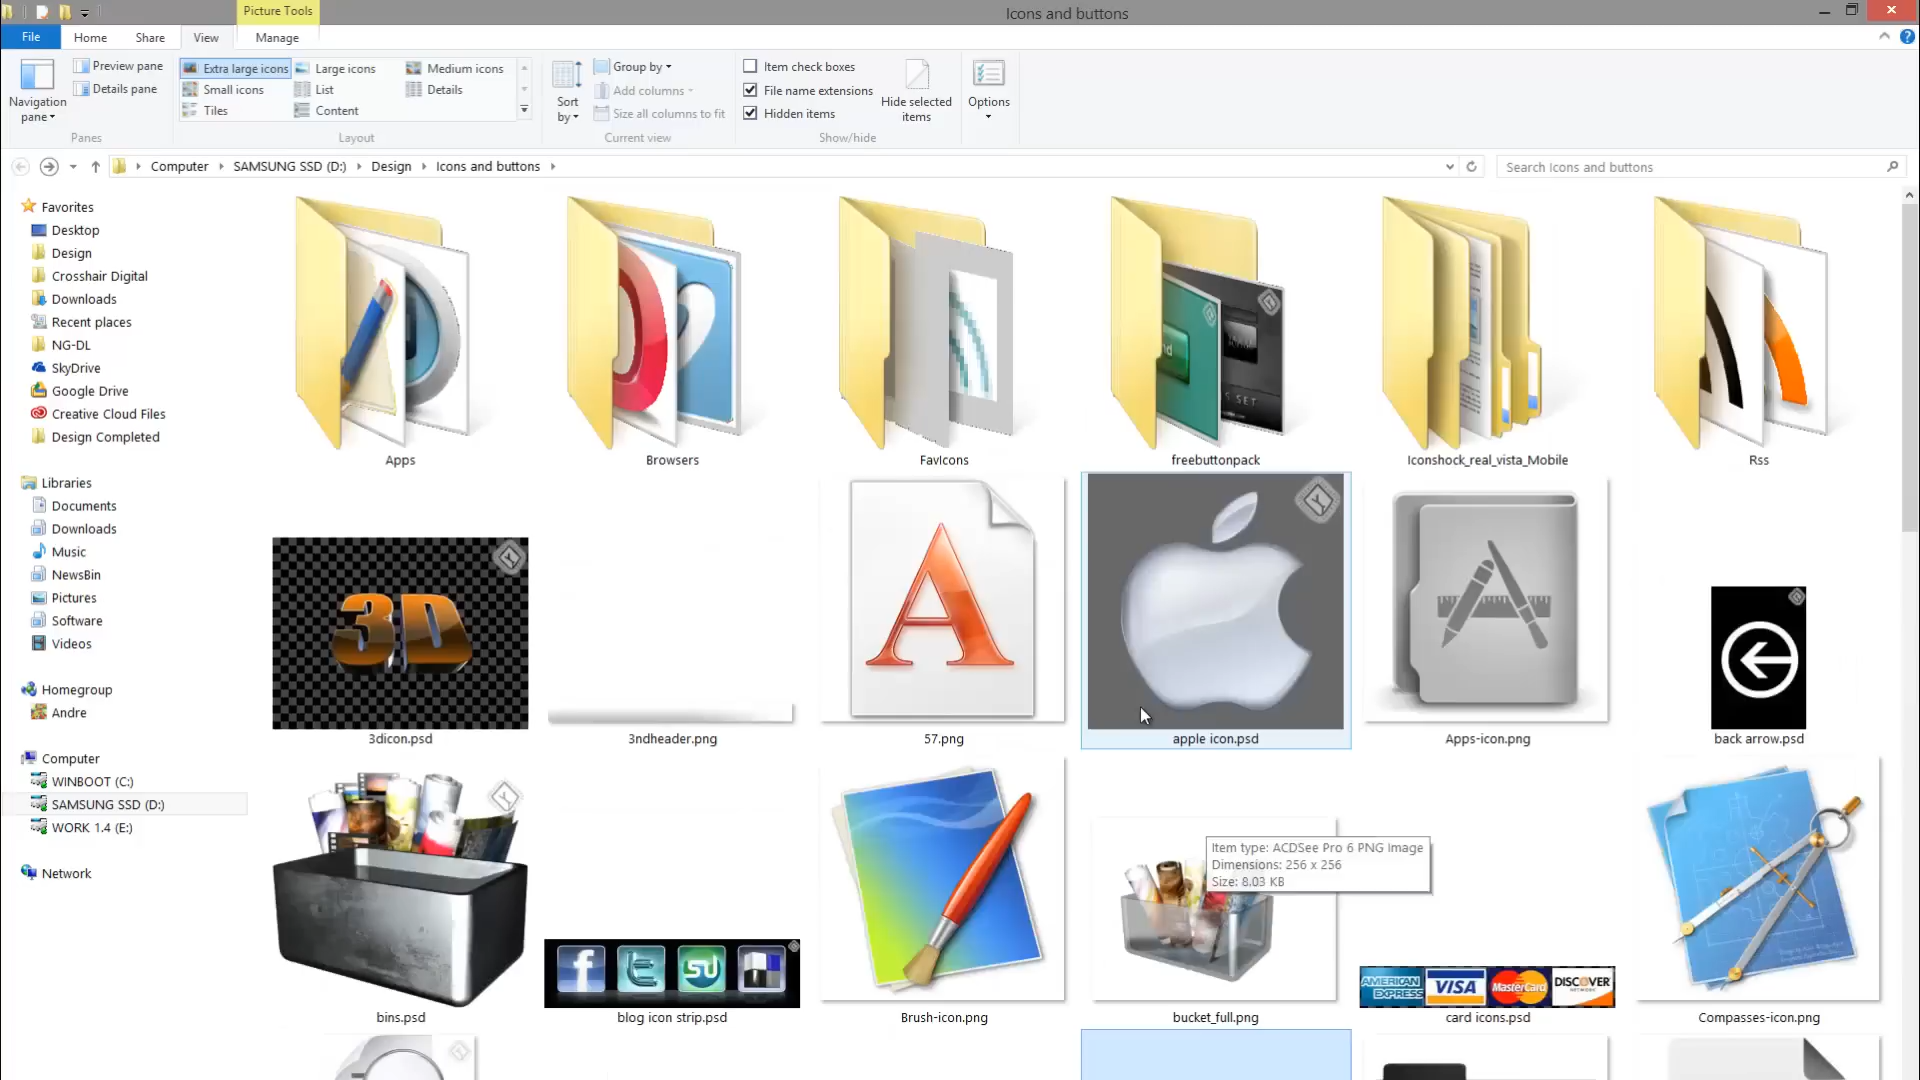 Picture Tools
Icons and buttons
File
Home
Share
View
Manage
Navigation pane
Preview pane
Details pane
Panes
Extra large icons
Large icons
Medium icons
Small icons
List
Details
Tiles
Content
Layout
Sort by
Group by
Add columns
Size all columns to fit
Current view
Item check boxes
File name extensions
Hidden items
Hide selected items
Show/hide
Options
Computer
SAMSUNG SSD (D:)
Design
Icons and buttons
Search Icons and buttons
Favorites
Desktop
Design
Crosshair Digital
Downloads
Recent places
NG-DL
SkyDrive
Google Drive
Creative Cloud Files
Design Completed
Libraries
Documents
Downloads
Music
NewsBin
Pictures
Software
Videos
Homegroup
Andre
Computer
WINBOOT (C:)
SAMSUNG SSD (D:)
WORK 1.4 (E:)
Network
nd
S SET
Apps
Browsers
FavIcons
freebuttonpack
Iconshock_real_vista_Mobile
Rss
3D
A
3dicon.psd
3ndheader.png
57.png
apple icon.psd
Apps-icon.png
back arrow.psd
Item type: ACDSee Pro 6 PNG Image
Dimensions: 256 x 256
Size: 8.03 KB
f
t
su
AMERICAN EXPRESS
VISA
MasterCard
DISCOVER
NETWORK
bins.psd
blog icon strip.psd
Brush-icon.png
bucket_full.png
card icons.psd
Compasses-icon.png